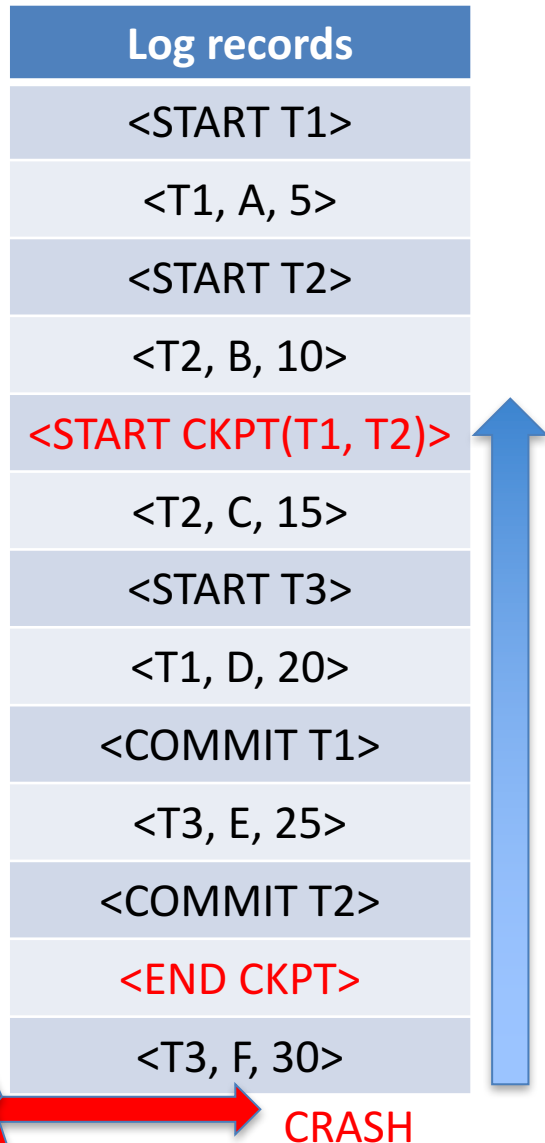 Log records
<START T1>
<T1, A, 5>
<START T2>
<T2, B, 10>
<START CKPT(T1, T2)>
<T2, C, 15>
<START T3>
<T1, D, 20>
<COMMIT T1>
<T3, E, 25>
<COMMIT T2>
<END CKPT>
<T3, F, 30>
CRASH